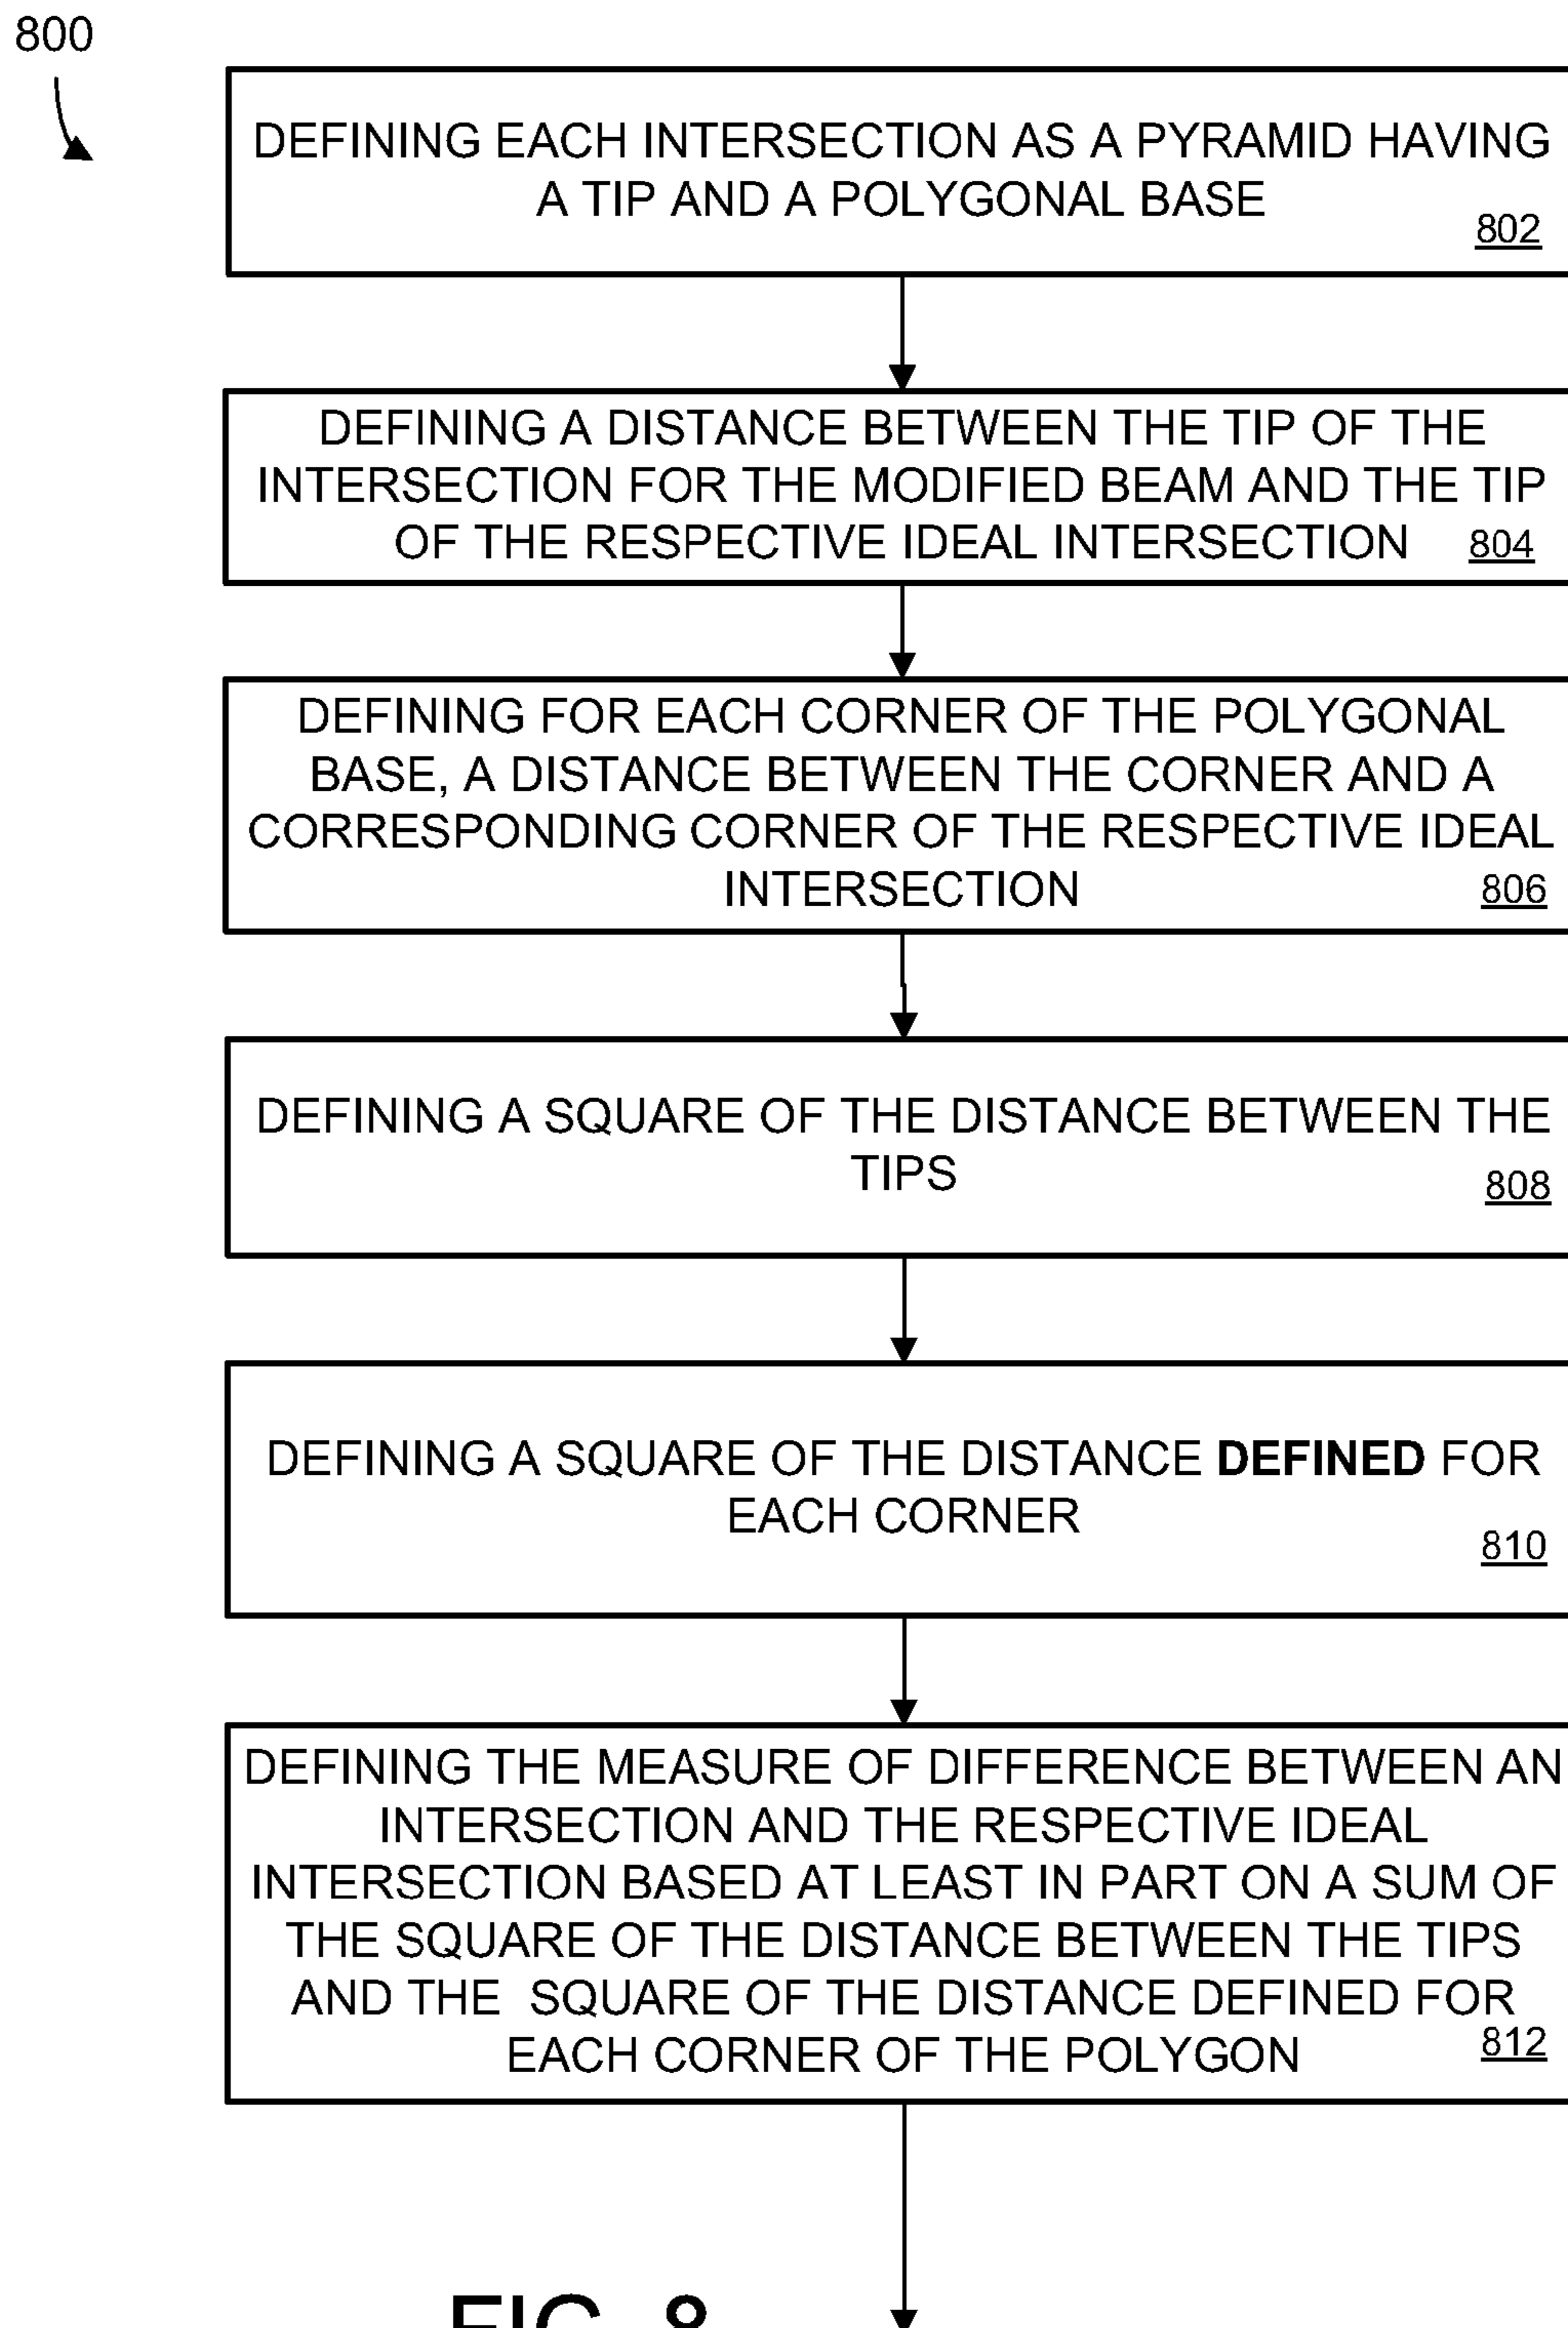 800
DEFINING EACH INTERSECTION AS A PYRAMID HAVING
A TIP AND A POLYGONAL BASE
802
DEFINING A DISTANCE BETWEEN THE TIP OF THE
INTERSECTION FOR THE MODIFIED BEAM AND THE TIP
OF THE RESPECTIVE IDEAL INTERSECTION 804
DEFINING FOR EACH CORNER OF THE POLYGONAL
BASE, A DISTANCE BETWEEN THE CORNER AND A
CORRESPONDING CORNER OF THE RESPECTIVE IDEAL
INTERSECTION 806
DEFINING A SQUARE OF THE DISTANCE BETWEEN THE
TIPS 808
DEFINING A SQUARE OF THE DISTANCE DEFINED FOR
EACH CORNER
810
DEFINING THE MEASURE OF DIFFERENCE BETWEEN AN
INTERSECTION AND THE RESPECTIVE IDEAL
INTERSECTION BASED AT LEAST IN PART ON A SUM OF
THE SQUARE OF THE DISTANCE BETWEEN THE TIPS
AND THE SQUARE OF THE DISTANCE DEFINED FOR
EACH CORNER OF THE POLYGON 812
FIG. 8